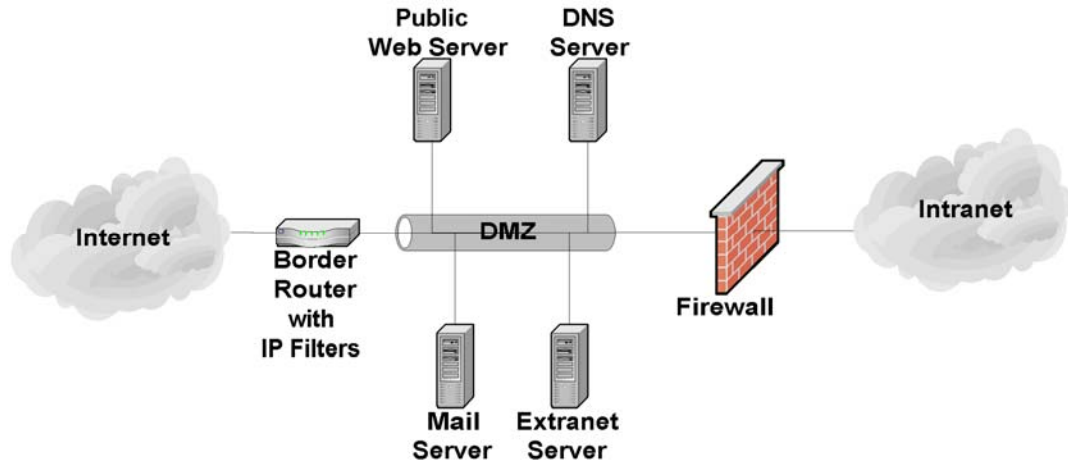 Public
Web Server
DNS
Server
Internet
DMZ
Intranet
Border
Router
with
IP Filters
Firewall
Mail
Server
Extranet
Server